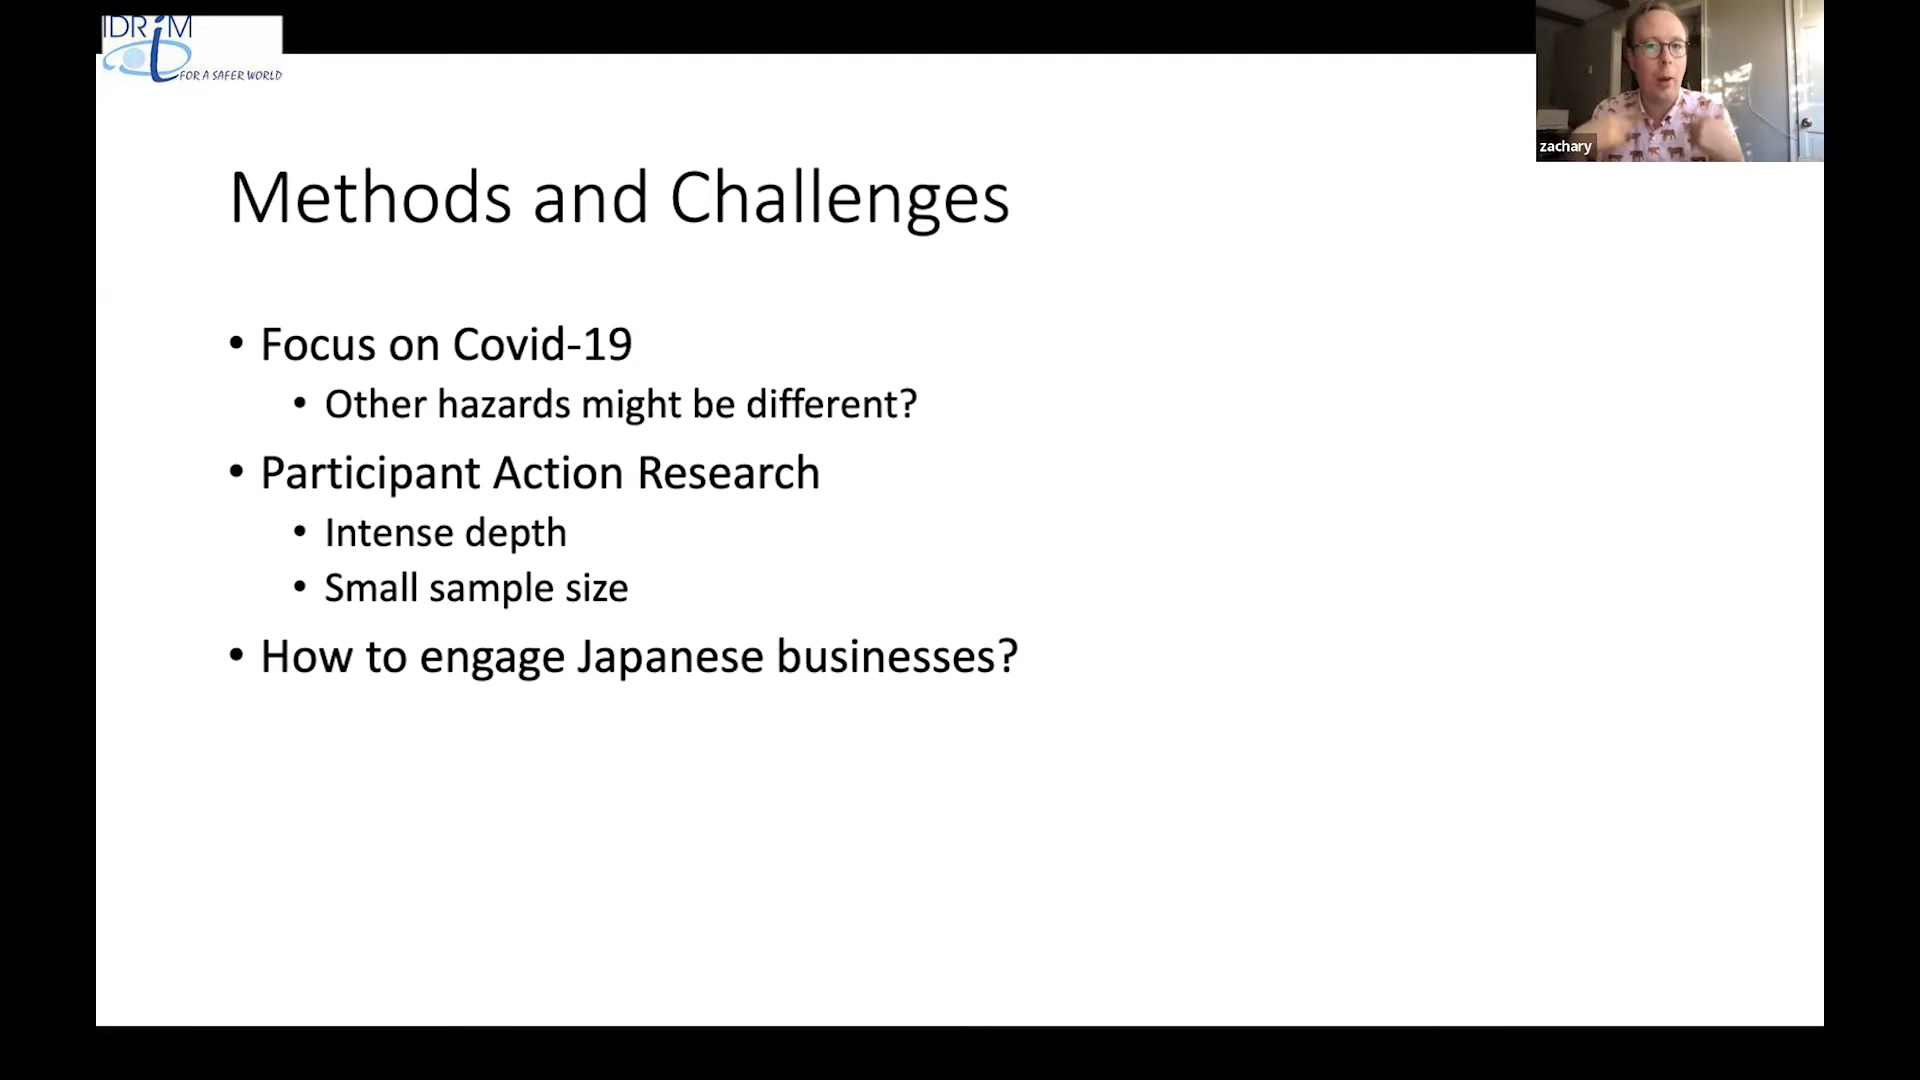 IDRiM
FOR A SAFER WORLD
zachary
Methods and Challenges
• Focus on Covid-19
• Other hazards might be different?
• Participant Action Research
• Intense depth
• Small sample size
• How to engage Japanese businesses?